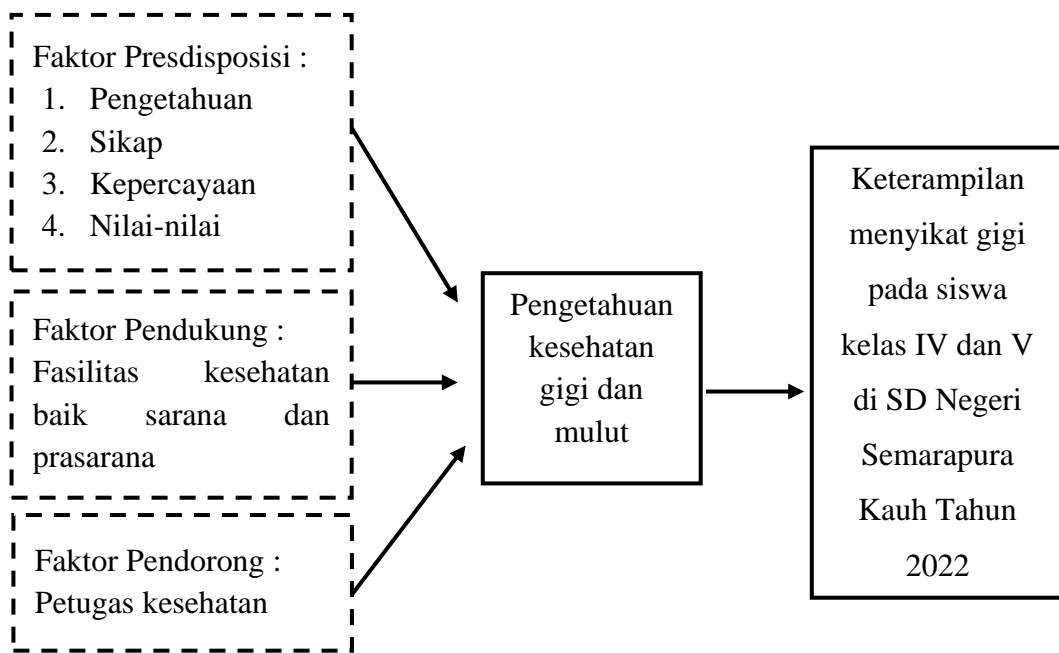 Faktor Presdisposisi :
1. Pengetahuan
2. Sikap
3. Kepercayaan
4. Nilai-nilai
Faktor Pendukung :
Fasilitas kesehatan
baik sarana dan
prasarana
Faktor Pendorong :
Petugas kesehatan
Pengetahuan
kesehatan
gigi dan
mulut
Keterampilan
menyikat gigi
pada siswa
kelas IV dan V
di SD Negeri
Semarapura
Kauh Tahun
2022